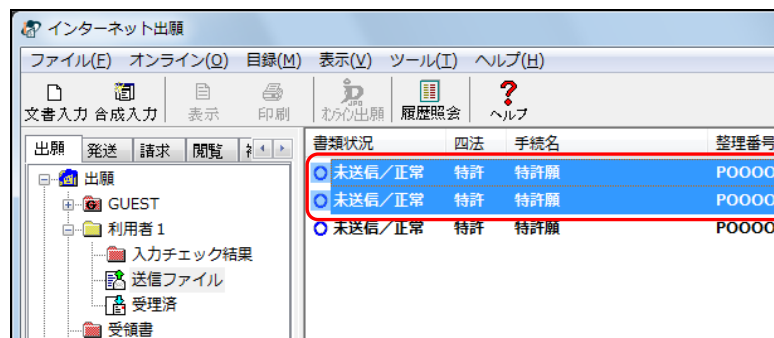 インターネット出願
ファイル(F) オンライン(O) 目録(M) 表示(V) ツール(T) ヘルプ(H)
文書入力 合成入力 表示 印刷 オンライン出願 履歴照会 ヘルプ
出願 発送 請求 閲覧
書類状況 四法 手続名 整理番号
未送信／正常 特許 特許願 POOOO
未送信／正常 特許 特許願 POOOO
未送信／正常 特許 特許願 POOOO
出願
GUEST
利用者1
入力チェック結果
送信ファイル
受理済
受領書